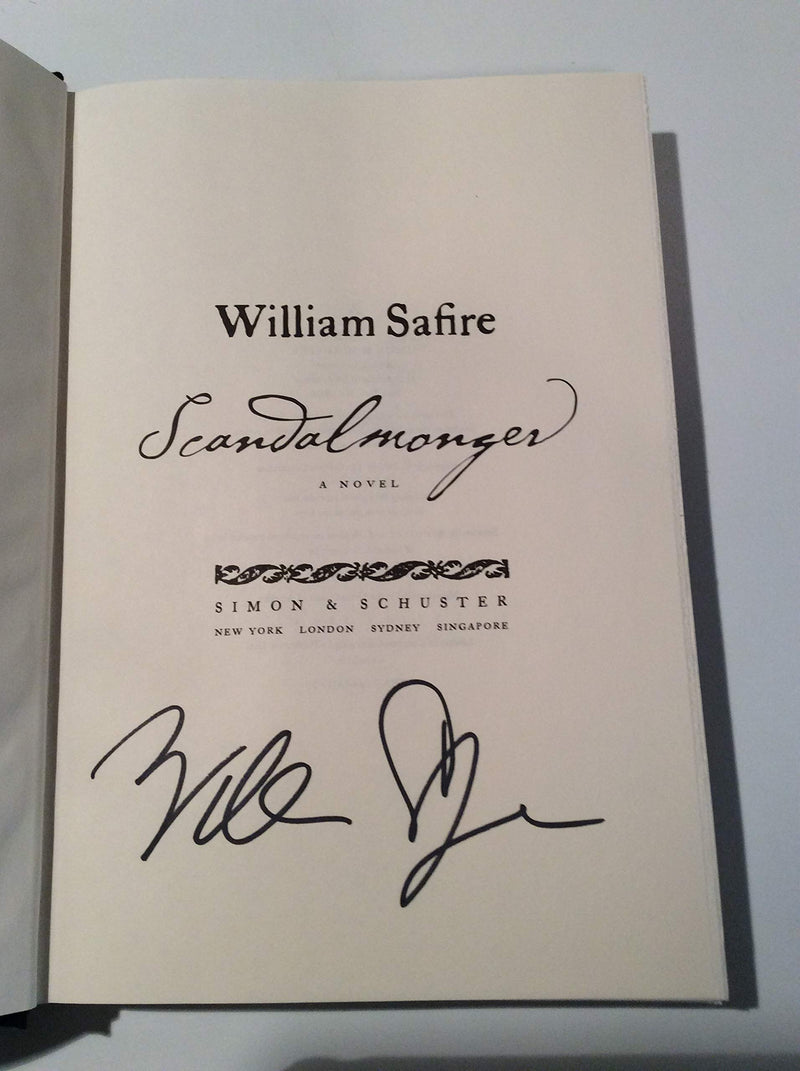 William Safire
Scandalmonger
A NOVEL
SIMON & SCHUSTER
NEW YORK LONDON SYDNEY SINGAPORE